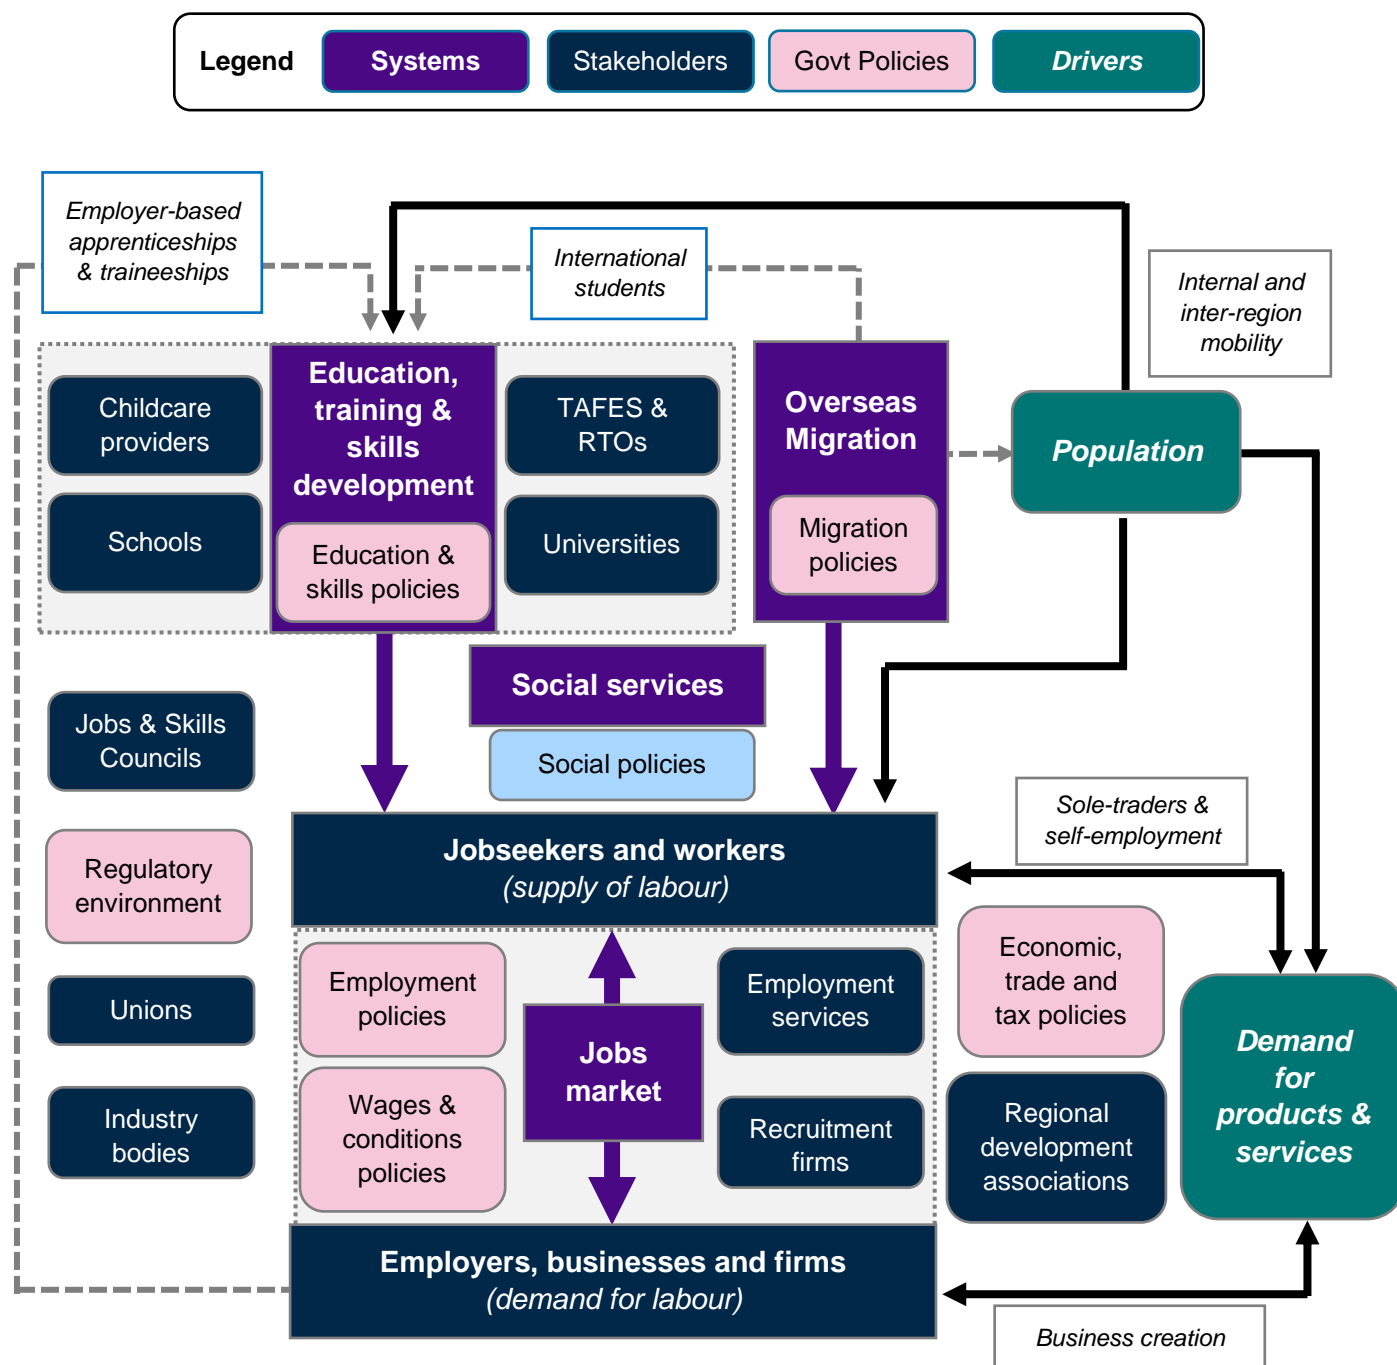 Legend
Systems
Stakeholders
Govt Policies
Drivers
Employer-based
apprenticeships
& traineeships
International
students
Internal and
inter-region
mobility
Education,
training &
skills
development
Childcare
providers
TAFES &
RTOs
Overseas
Migration
Population
Schools
Education &
skills policies
Universities
Migration
policies
Social services
Social policies
Jobs & Skills
Councils
Sole-traders &
self-employment
Jobseekers and workers
(supply of labour)
Regulatory
environment
Employment
policies
Employment
services
Economic,
trade and
tax policies
Unions
Jobs
market
Demand
for
products &
services
Wages &
conditions
policies
Recruitment
firms
Regional
development
associations
Industry
bodies
Employers, businesses and firms
(demand for labour)
Business creation